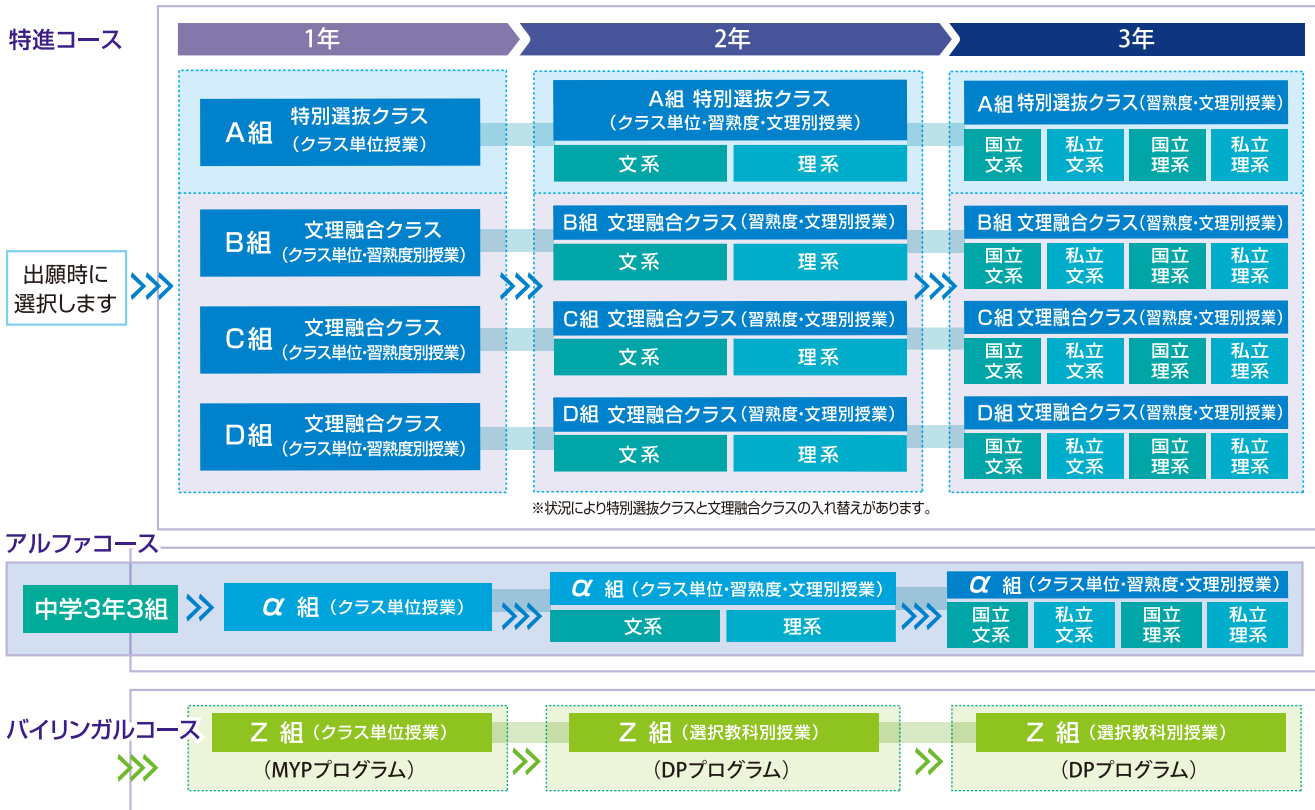 特進コース
1年
2年
3年
出願時に
選択します
A組
特別選抜クラス
(クラス単位授業)
A組 特別選抜クラス
(クラス単位・習熟度・文理別授業)
文系
理系
A組 特別選抜クラス(習熟度・文理別授業)
国立
文系
私立
文系
国立
理系
私立
理系
B組
文理融合クラス
(クラス単位・習熟度別授業)
B組 文理融合クラス(習熟度・文理別授業)
文系
理系
B組 文理融合クラス(習熟度・文理別授業)
国立
文系
私立
文系
国立
理系
私立
理系
C組
文理融合クラス
(クラス単位・習熟度別授業)
C組 文理融合クラス(習熟度・文理別授業)
文系
理系
C組 文理融合クラス(習熟度・文理別授業)
国立
文系
私立
文系
国立
理系
私立
理系
D組
文理融合クラス
(クラス単位・習熟度別授業)
D組 文理融合クラス(習熟度・文理別授業)
文系
理系
D組 文理融合クラス(習熟度・文理別授業)
国立
文系
私立
文系
国立
理系
私立
理系
※状況により特別選抜クラスと文理融合クラスの入れ替えがあります。
アルファコース
中学3年3組
α 組(クラス単位授業)
α 組(クラス単位・習熟度・文理別授業)
文系
理系
α 組(クラス単位・習熟度・文理別授業)
国立
文系
私立
文系
国立
理系
私立
理系
バイリンガルコース
Z 組(クラス単位授業)
(MYPプログラム)
Z 組(選択教科別授業)
(DPプログラム)
Z 組(選択教科別授業)
(DPプログラム)